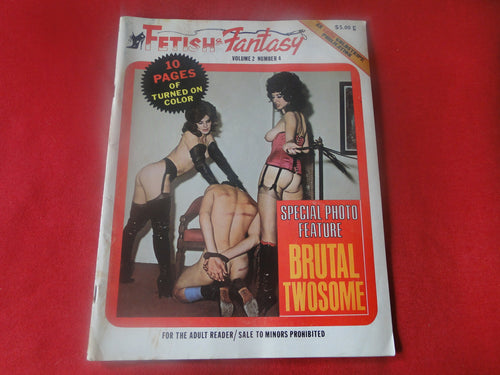 FETISH & Fantasy
$5.00
VOLUME 2 NUMBER 4
10
PAGES
OF
TURNED ON
COLOR
SPECIAL PHOTO
FEATURE
BRUTAL
TWOSOME
FOR THE ADULT READER/SALE TO MINORS PROHIBITED